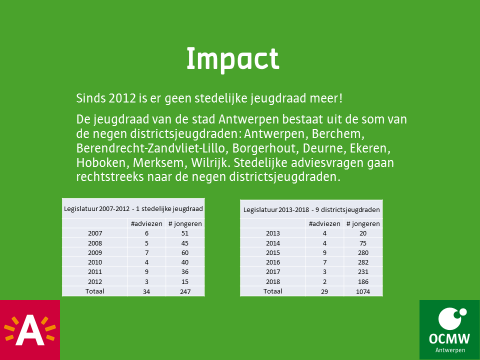 Impact
Sinds 2012 is er geen stedelijke jeugdraad meer!
De jeugdraad van de stad Antwerpen bestaat uit de som van
de negen districtsjeugdraden: Antwerpen, Berchem,
Berendrecht-Zandvliet-Lillo, Borgerhout, Deurne, Ekeren,
Hoboken, Merksem, Wilrijk. Stedelijke adviesvragen gaan
rechtstreeks naar de negen districtsjeugdraden.
Legislatuur 2007-2012 - 1 stedelijke jeugdraad
#adviezen # jongeren
2007 6 51
2008 5 45
2009 7 60
2010 4 40
2011 9 36
2012 3 15
Totaal 34 247
Legislatuur 2013-2018 - 9 districtsjeugdraden
#adviezen # jongeren
2013 4 20
2014 4 75
2015 9 280
2016 7 282
2017 3 231
2018 2 186
Totaal 29 1074
A
OCMW
Antwerpen